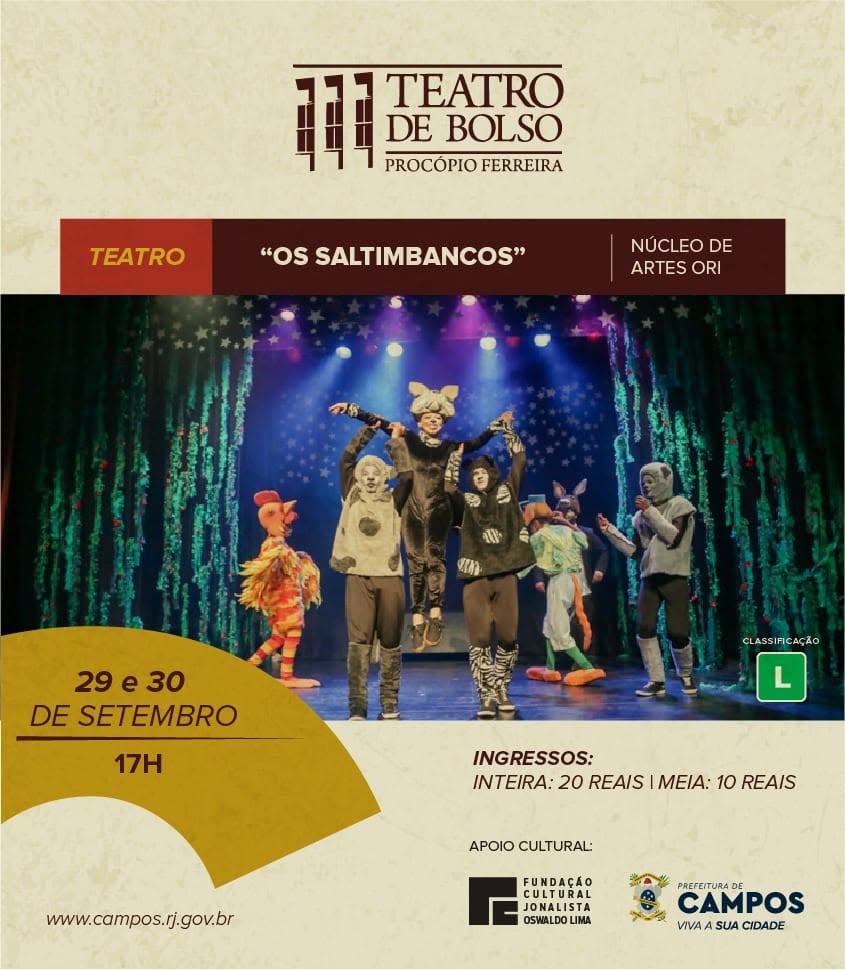 TEATRO
DE BOLSO
PROCÓPIO FERREIRA
TEATRO
“OS SALTIMBANCOS”
NÚCLEO DE
ARTES ORI
CLASSIFICAÇÃO
L
29 e 30
DE SETEMBRO
17H
INGRESSOS:
INTEIRA: 20 REAIS | MEIA: 10 REAIS
APOIO CULTURAL:
FUNDAÇÃO
CULTURAL
JONALISTA
OSWALDO LIMA
PREFEITURA DE
CAMPOS
VIVA A SUA CIDADE
www.campos.rj.gov.br